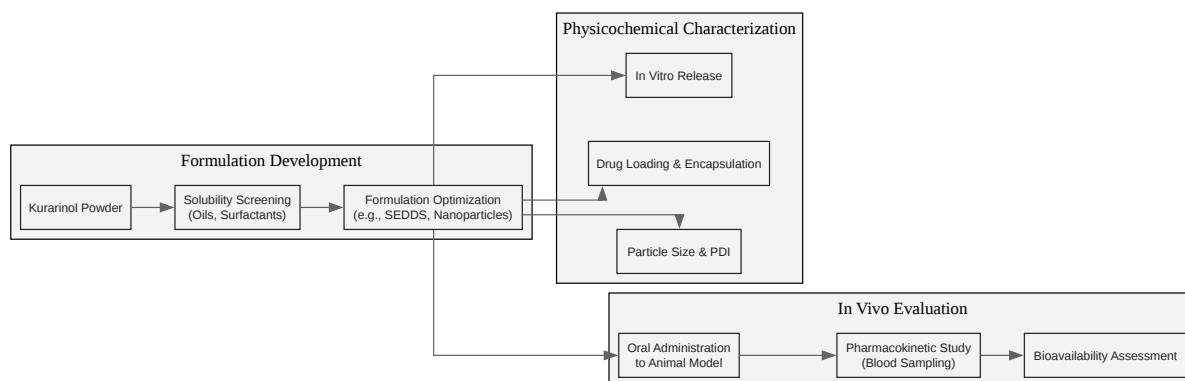 Physicochemical Characterization
In Vitro Release
Drug Loading & Encapsulation
Particle Size & PDI
Formulation Development
Kurarinol Powder
Solubility Screening
(Oils, Surfactants)
Formulation Optimization
(e.g., SEDDS, Nanoparticles)
In Vivo Evaluation
Oral Administration
to Animal Model
Pharmacokinetic Study
(Blood Sampling)
Bioavailability Assessment